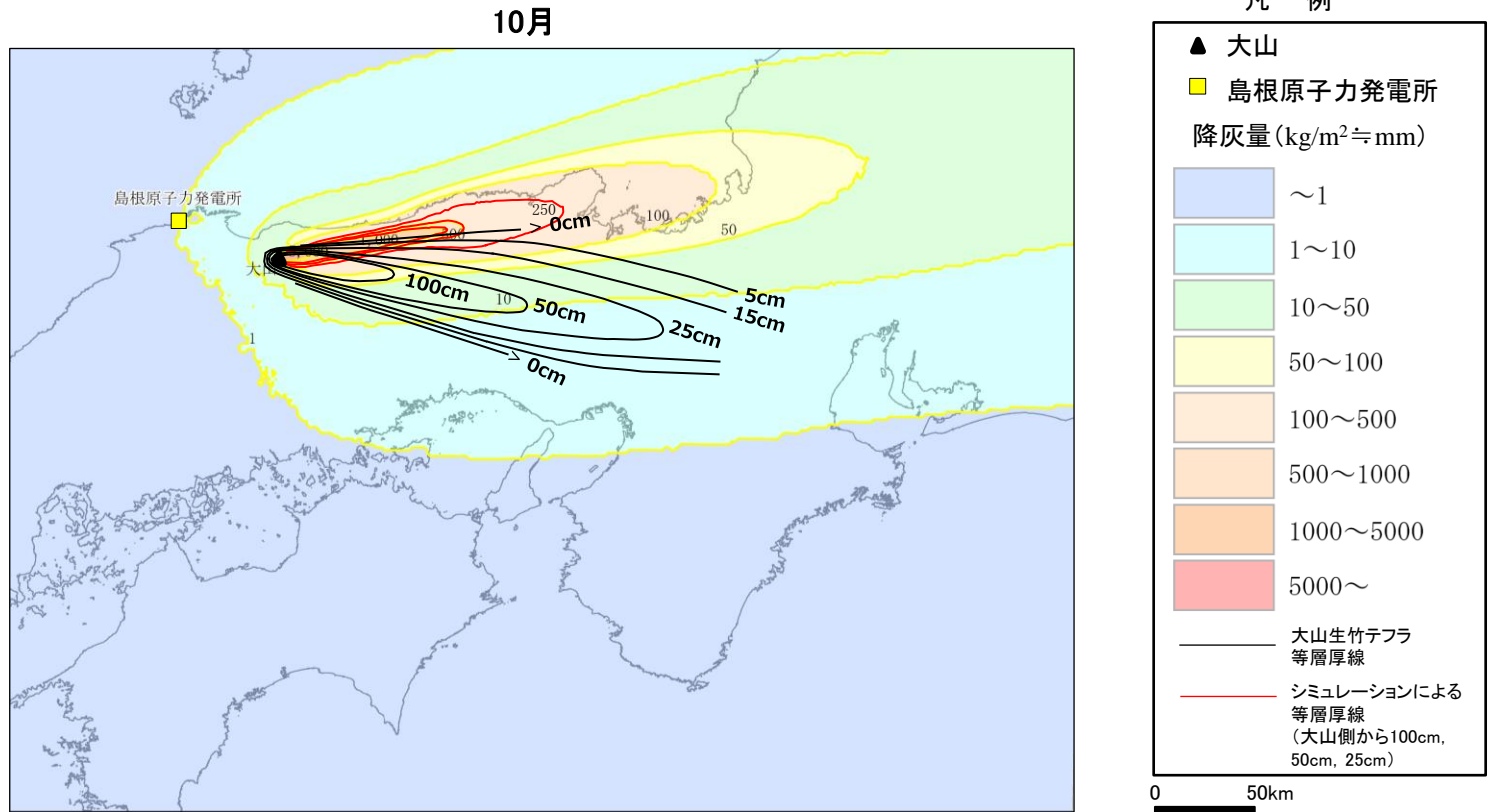 10月
凡 例
大山
島根原子力発電所
降灰量(kg/m²≒mm)
～1
1～10
10～50
50～100
100～500
500～1000
1000～5000
5000～
大山生竹テフラ
等層厚線
シミュレーションによる
等層厚線
(大山側から100cm,
50cm, 25cm)
0 50km
島根原子力発電所
250
> 0cm
100
50
大山
100cm
10
50cm
5cm
15cm
25cm
> 0cm
1